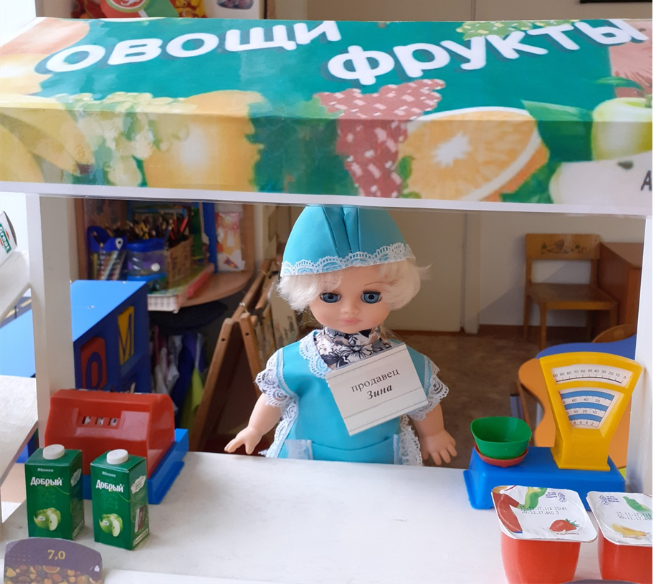 овощи фрукты
продавец
Зина
Добрый
Добрый
7,0